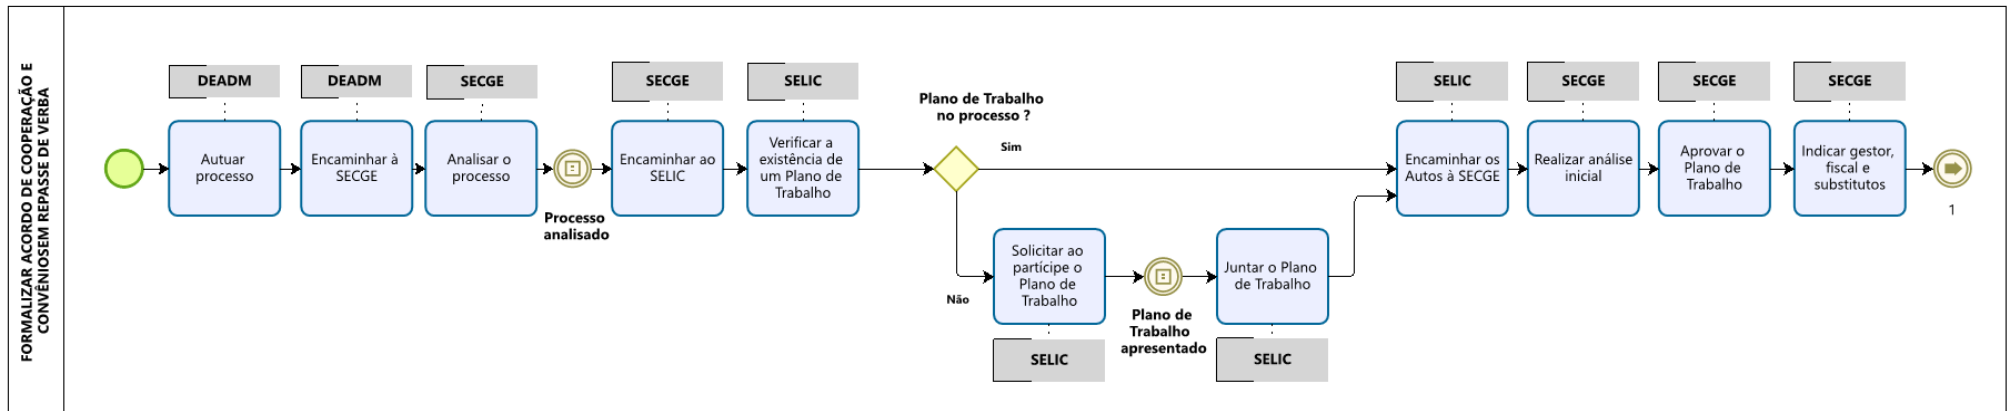 FORMALIZAR ACORDO DE COOPERAÇÃO E
CONVÊNIOSEM REPASSE DE VERBA
DEADM
Autuar
processo
DEADM
Encaminhar à
SECGE
SECGE
Analisar o
processo
Processo
analisado
SECGE
Encaminhar ao
SELIC
SELIC
Verificar a
existência de
um Plano de
Trabalho
Plano de Trabalho
no processo ?
Sim
Não
Solicitar ao
partícipe o
Plano de
Trabalho
SELIC
Plano de
Trabalho
apresentado
Juntar o Plano
de Trabalho
SELIC
SELIC
Encaminhar os
Autos à SECGE
SECGE
Realizar análise
inicial
SECGE
Aprovar o
Plano de
Trabalho
SECGE
Indicar gestor,
fiscal e
substitutos
1